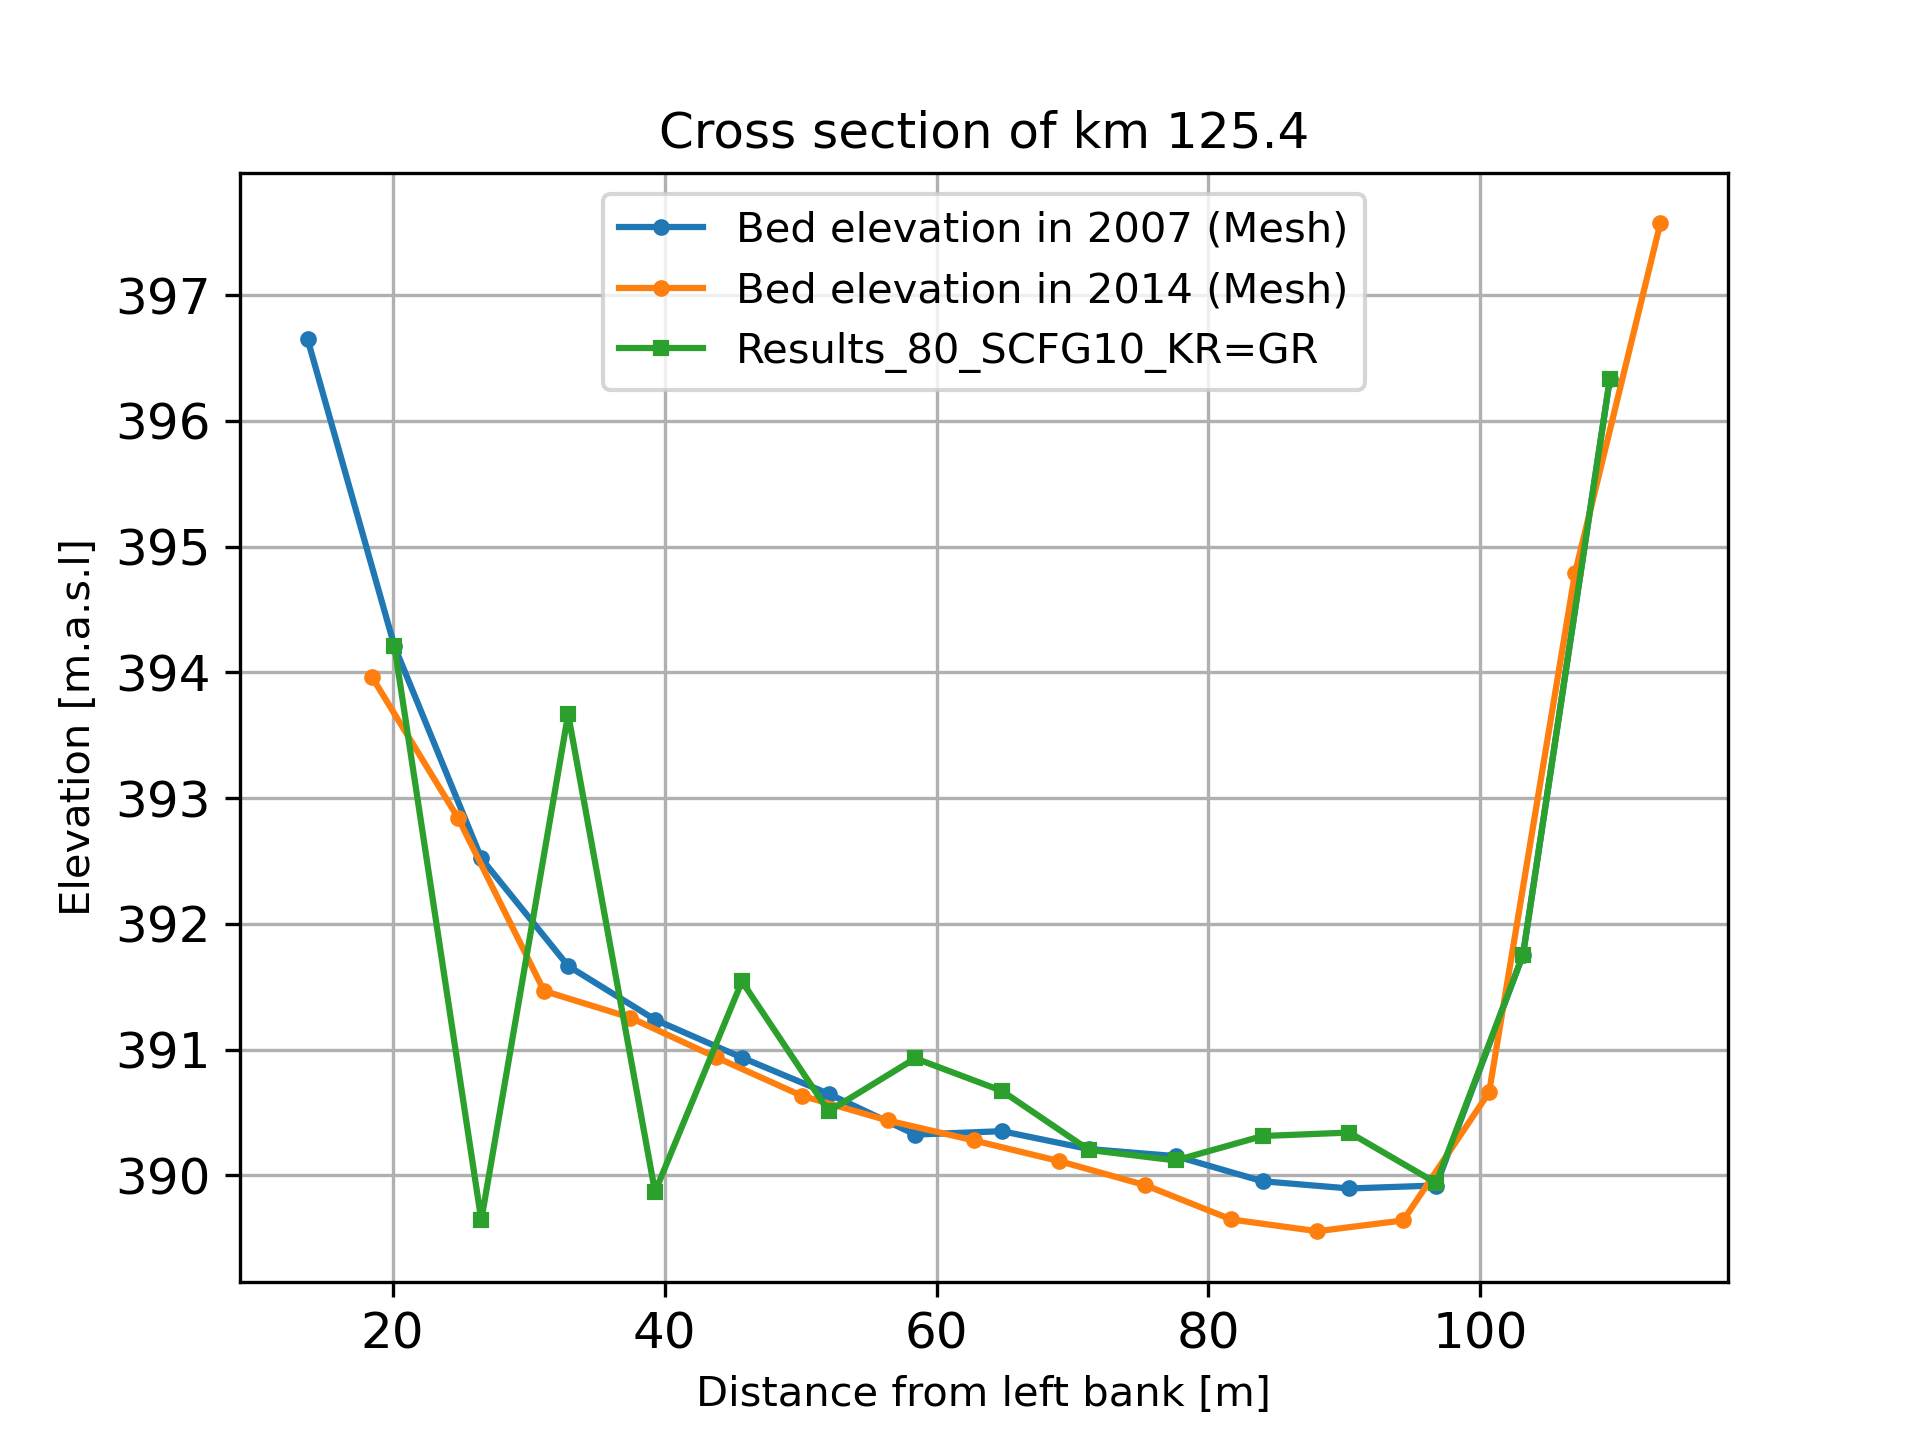 Cross section of km 125.4
Bed elevation in 2007 (Mesh)
Bed elevation in 2014 (Mesh)
Results_80_SCFG10_KR=GR
397
396
395
394
393
392
391
390
Elevation [m.a.s.l]
20 40 60 80 100
Distance from left bank [m]